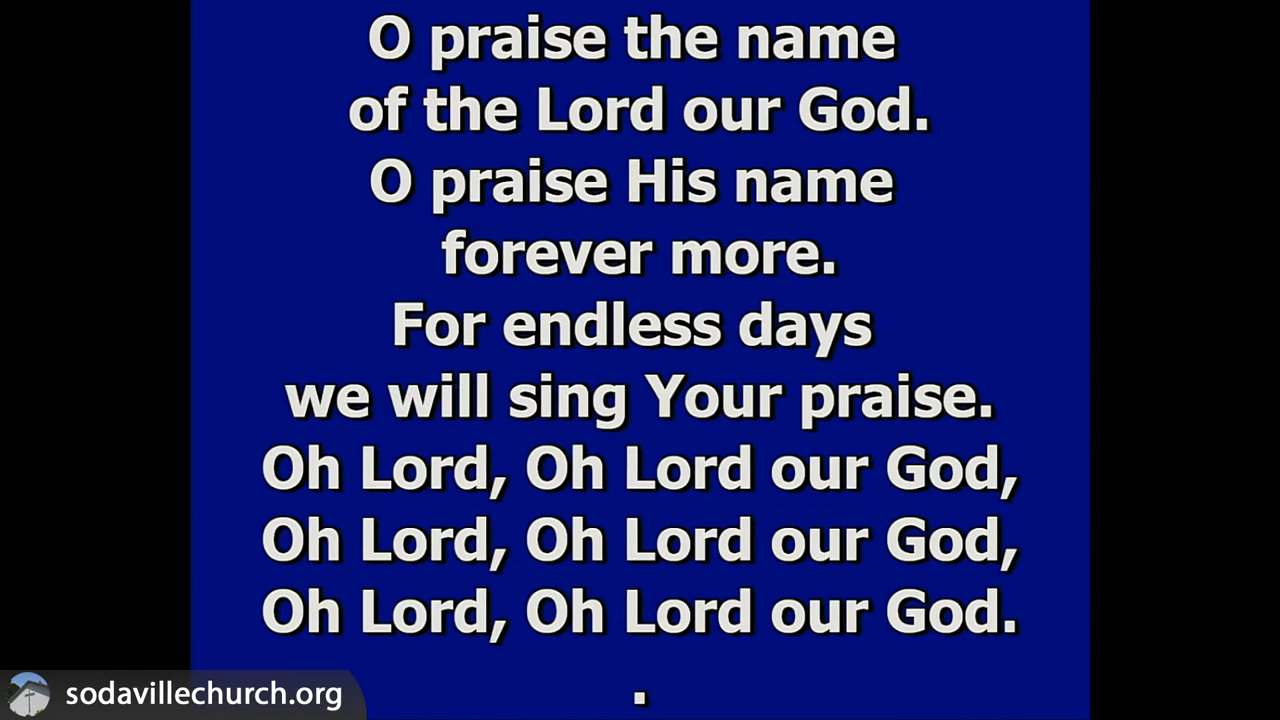 O praise the name
of the Lord our God.
O praise His name
forever more.
For endless days
we will sing Your praise.
Oh Lord, Oh Lord our God,
Oh Lord, Oh Lord our God,
Oh Lord, Oh Lord our God.
.
sodavillechurch.org